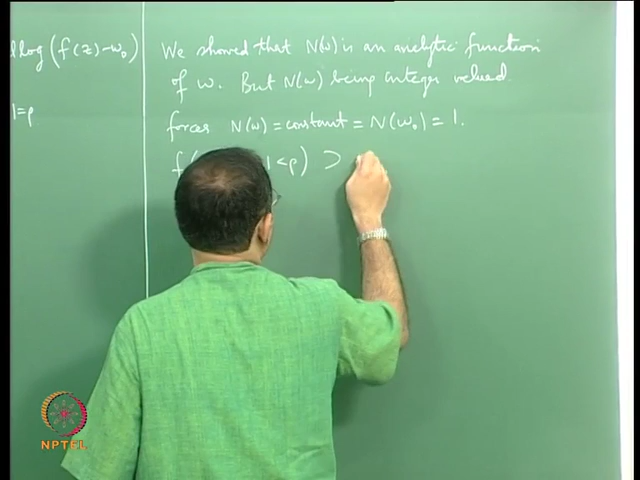 log (f(z)-w₀)
1=ρ
We showed that N(w) is an analytic function
of w. But N(w) being integer valued
forces N(w) = constant = N(w₀) = 1.
f( 1<ρ) ⊃
NPTEL